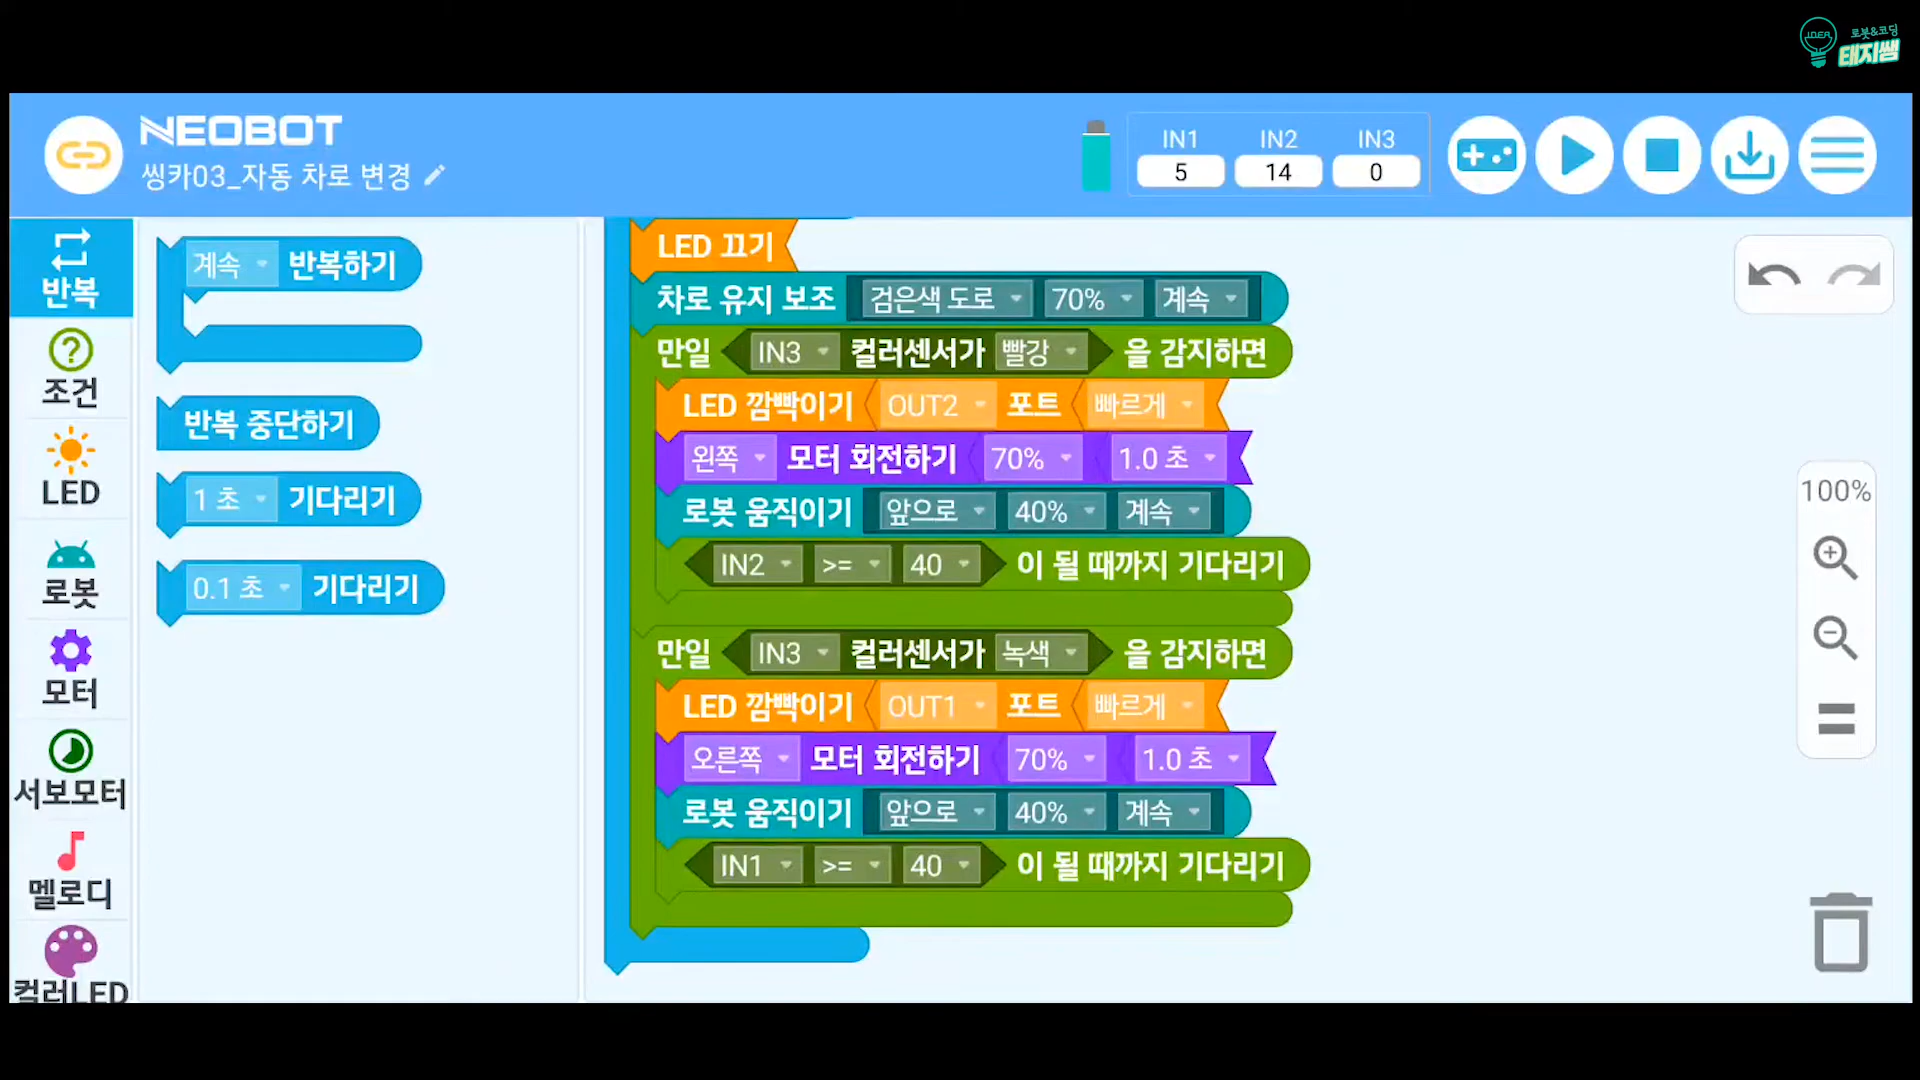 IDEA
로봇&코딩
태지쌤
NEOBOT
씽카03_자동 차로 변경
IN1 IN2 IN3
5 14 0
반복
조건
LED
로봇
모터
서보모터
멜로디
컬러LED
계속 반복하기
반복 중단하기
1 초 기다리기
0.1 초 기다리기
LED 끄기
차로 유지 보조 검은색 도로 70% 계속
만일 IN3 컬러센서가 빨강 을 감지하면
LED 깜빡이기 OUT2 포트 빠르게
왼쪽 모터 회전하기 70% 1.0 초
로봇 움직이기 앞으로 40% 계속
IN2 >= 40 이 될 때까지 기다리기
만일 IN3 컬러센서가 녹색 을 감지하면
LED 깜빡이기 OUT1 포트 빠르게
오른쪽 모터 회전하기 70% 1.0 초
로봇 움직이기 앞으로 40% 계속
IN1 >= 40 이 될 때까지 기다리기
100%